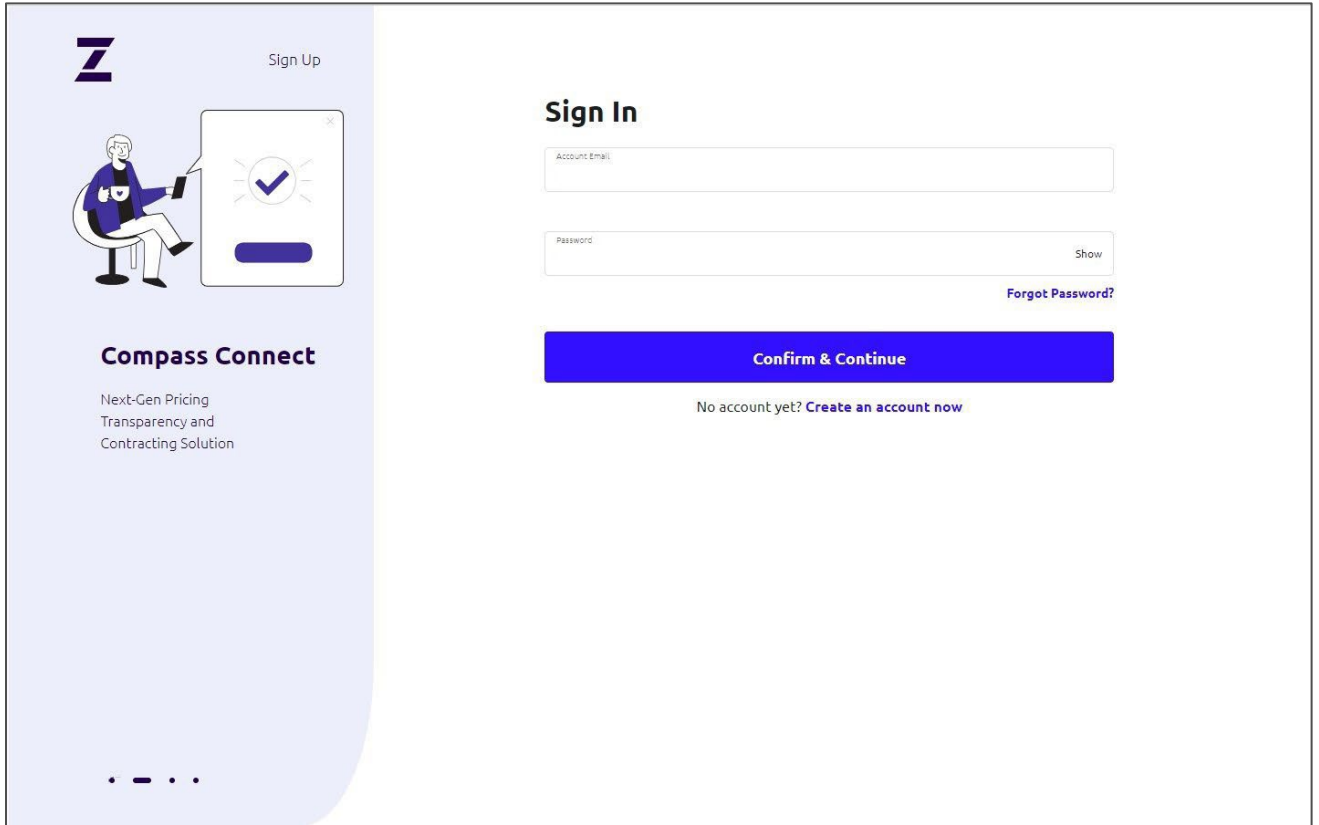 Z
Sign Up
Compass Connect
Next-Gen Pricing
Transparency and
Contracting Solution
Sign In
Account Email
Password
Show
Forgot Password?
Confirm & Continue
No account yet? Create an account now